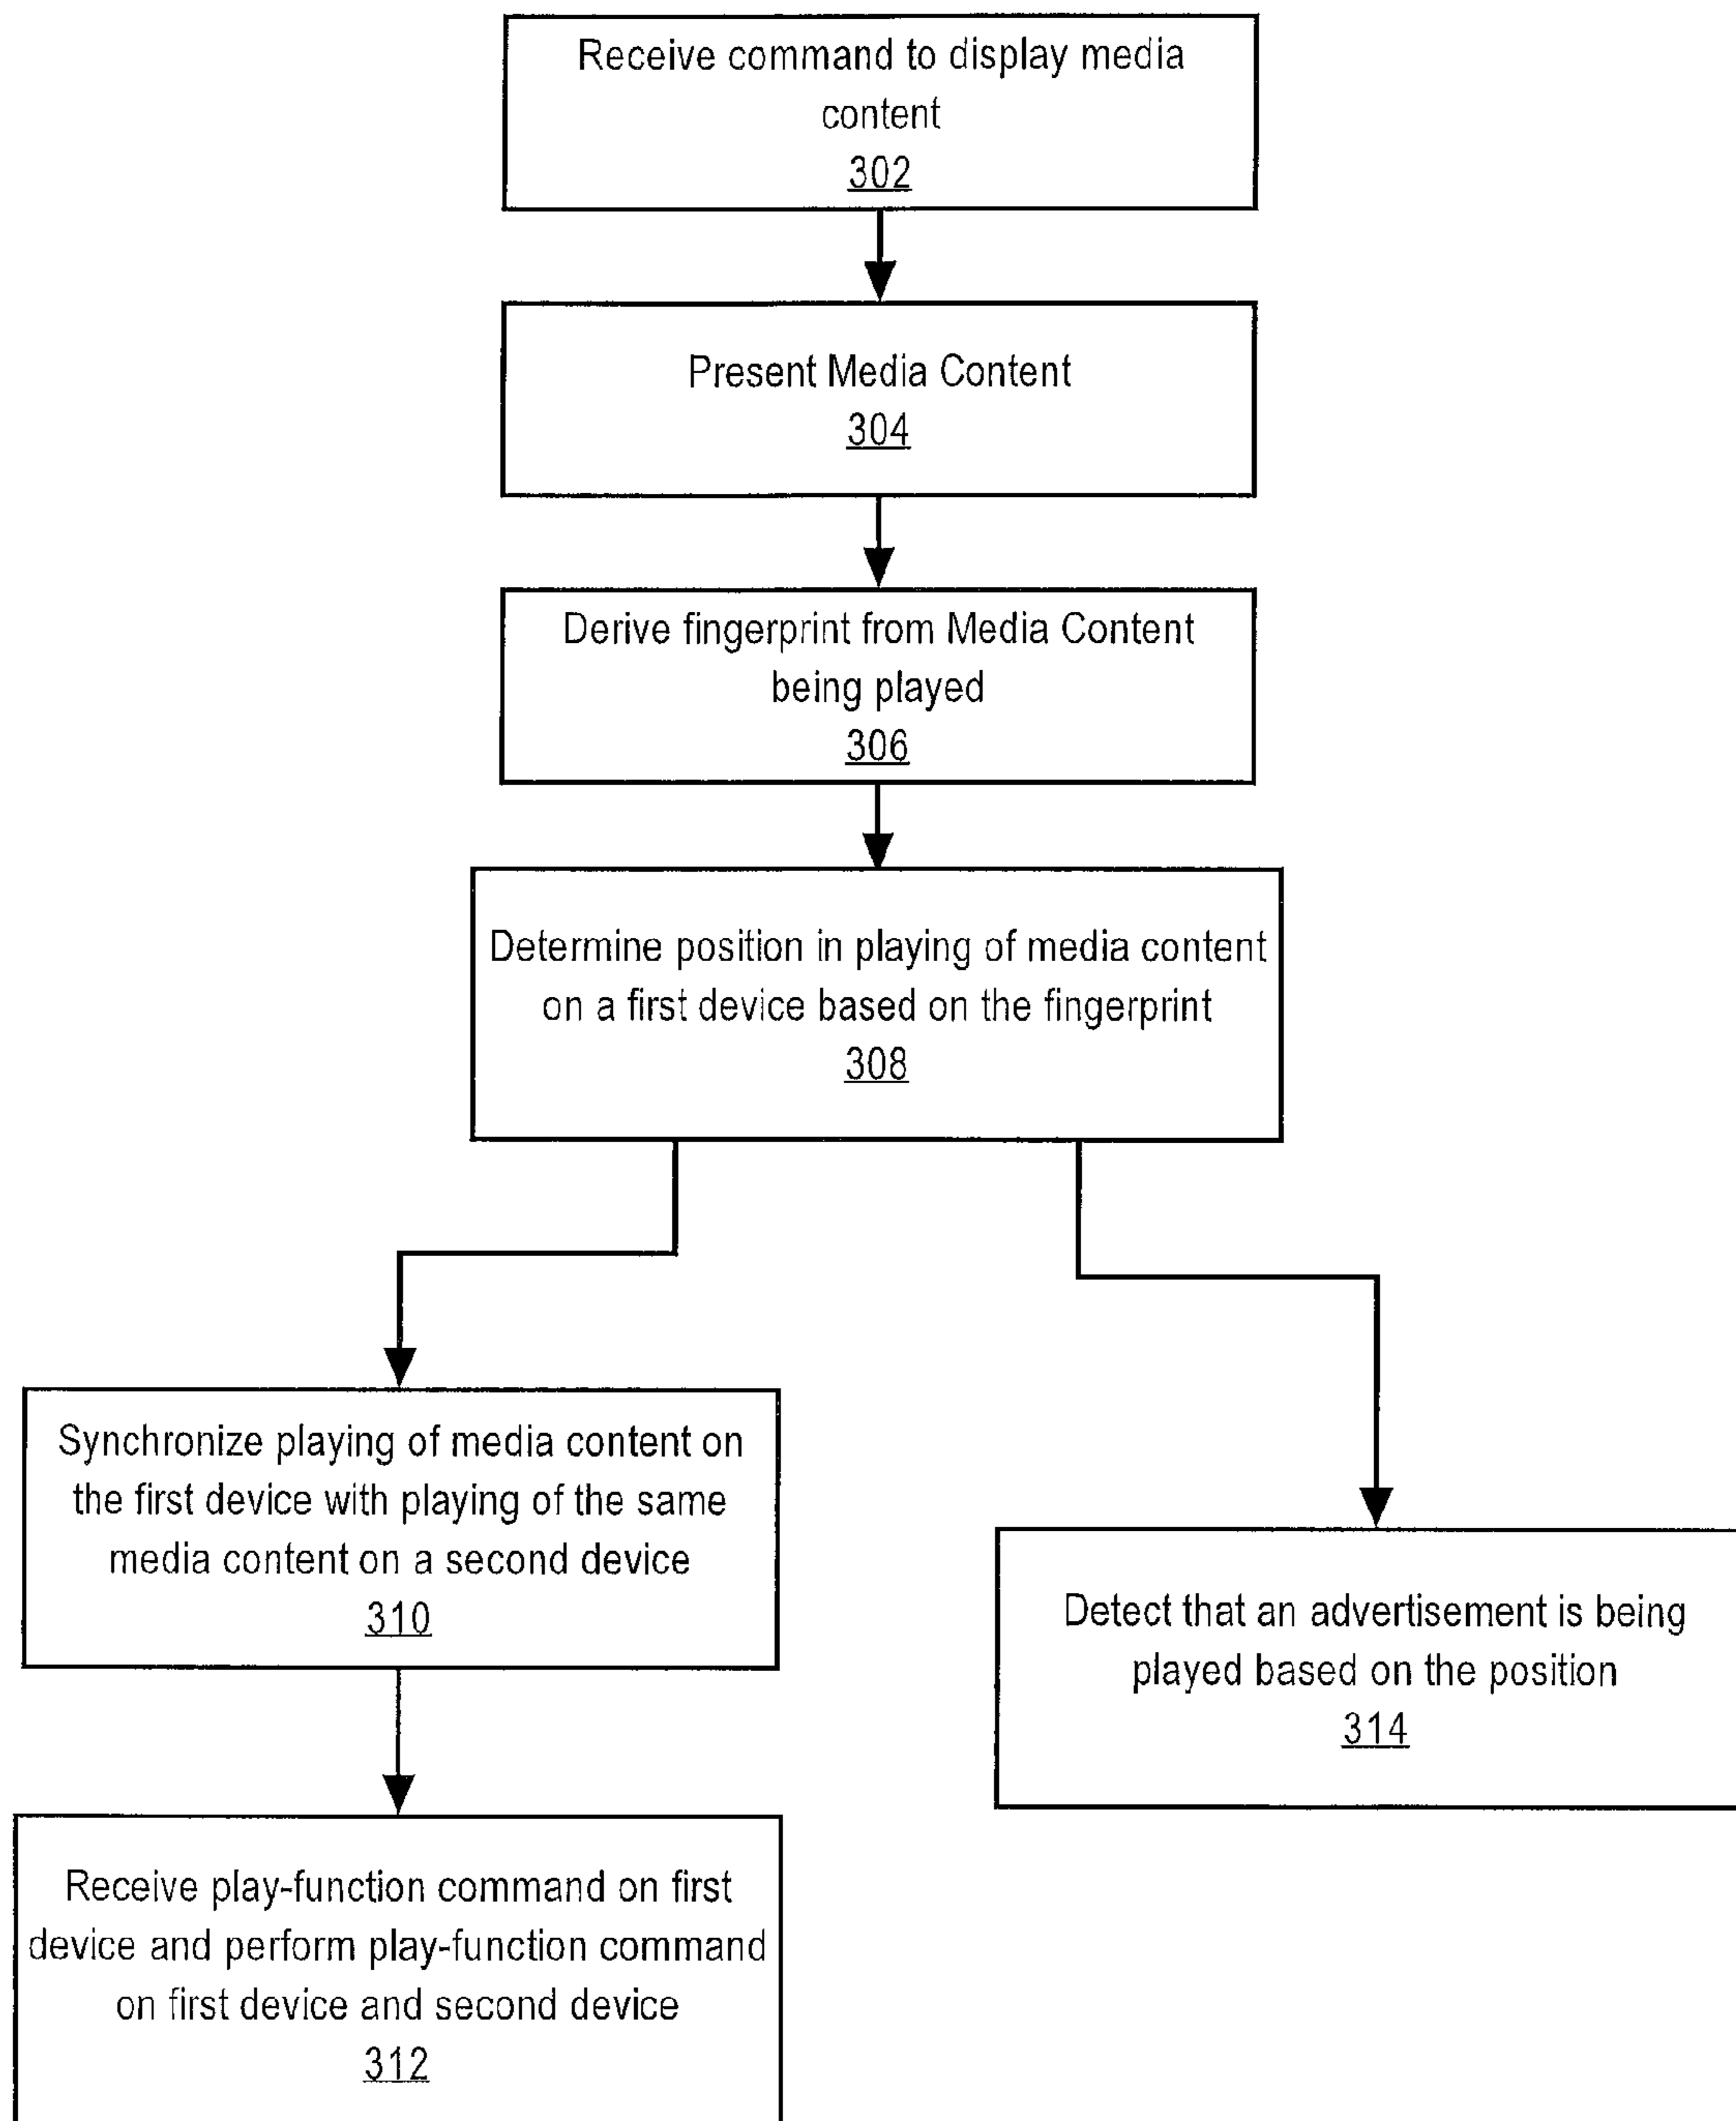 Receive command to display media
content
302
Present Media Content
304
Derive fingerprint from Media Content
being played
306
Determine position in playing of media content
on a first device based on the fingerprint
308
Synchronize playing of media content on
the first device with playing of the same
media content on a second device
310
Detect that an advertisement is being
played based on the position
314
Receive play-function command on first
device and perform play-function command
on first device and second device
312